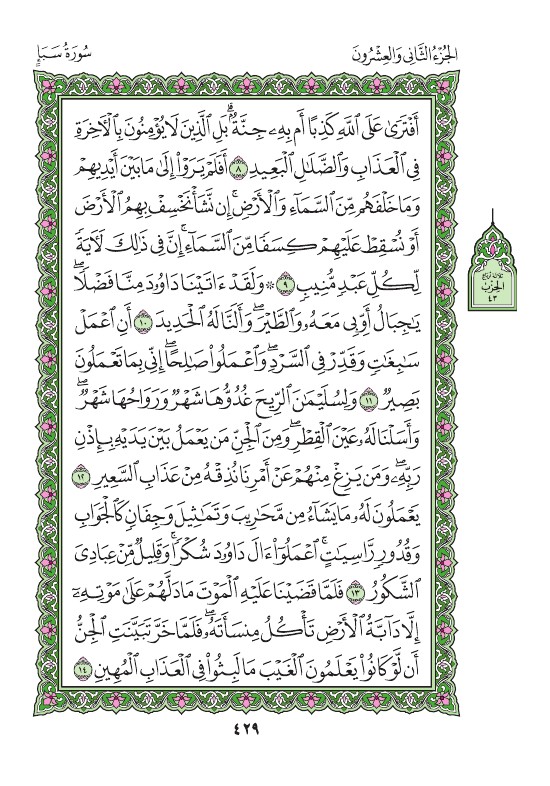 الجُزْءُ الثَّانِي وَالعِشْرُونَ
سُورَةُ سَبَإٍ
أَفْتَرَىٰ عَلَى ٱللَّهِ كَذِبًا أَم بِهِۦ جِنَّةُۢۗ بَلِ ٱلَّذِينَ لَا يُؤْمِنُونَ بِٱلْءَاخِرَةِ
فِى ٱلْعَذَابِ وَٱلضَّلَٰلِ ٱلْبَعِيدِ ٨ أَفَلَمْ يَرَوْا۟ إِلَىٰ مَا بَيْنَ أَيْدِيهِمْ
وَمَا خَلْفَهُم مِّنَ ٱلسَّمَآءِ وَٱلْأَرْضِۚ إِن نَّشَأْ نَخْسِفْ بِهِمُ ٱلْأَرْضَ
أَوْ نُسْقِطْ عَلَيْهِمْ كِسَفًا مِّنَ ٱلسَّمَآءِۚ إِنَّ فِى ذَٰلِكَ لَءَايَةً
لِّكُلِّ عَبْدٍ مُّنِيبٍ ٩ ۞ وَلَقَدْ ءَاتَيْنَا دَاوُۥدَ مِنَّا فَضْلًاۖ
يَٰجِبَالُ أَوِّبِى مَعَهُۥ وَٱلطَّيْرَۖ وَأَلَنَّا لَهُ ٱلْحَدِيدَ ١٠ أَنِ ٱعْمَلْ
سَٰبِغَٰتٍ وَقَدِّرْ فِى ٱلسَّرْدِۖ وَٱعْمَلُوا۟ صَٰلِحًاۖ إِنِّى بِمَا تَعْمَلُونَ
بَصِيرٌ ١١ وَلِسُلَيْمَٰنَ ٱلرِّيحَ غُدُوُّهَا شَهْرٌ وَرَوَاحُهَا شَهْرٌۖ
وَأَسَلْنَا لَهُۥ عَيْنَ ٱلْقِطْرِۖ وَمِنَ ٱلْجِنِّ مَن يَعْمَلُ بَيْنَ يَدَيْهِ بِإِذْنِ
رَبِّهِۦۖ وَمَن يَزِغْ مِنْهُمْ عَنْ أَمْرِنَا نُذِقْهُ مِنْ عَذَابِ ٱلسَّعِيرِ ١٢
يَعْمَلُونَ لَهُۥ مَا يَشَآءُ مِن مَّحَٰرِيبَ وَتَمَٰثِيلَ وَجِفَانٍ كَٱلْجَوَابِ
وَقُدُورٍ رَّاسِيَٰتٍۚ ٱعْمَلُوٓا۟ ءَالَ دَاوُۥدَ شُكْرًاۚ وَقَلِيلٌ مِّنْ عِبَادِىَ
ٱلشَّكُورُ ١٣ فَلَمَّا قَضَيْنَا عَلَيْهِ ٱلْمَوْتَ مَا دَلَّهُمْ عَلَىٰ مَوْتِهِۦٓ
إِلَّا دَآبَّةُ ٱلْأَرْضِ تَأْكُلُ مِنسَأَتَهُۥۖ فَلَمَّا خَرَّ تَبَيَّنَتِ ٱلْجِنُّ
أَن لَّوْ كَانُوا۟ يَعْلَمُونَ ٱلْغَيْبَ مَا لَبِثُوا۟ فِى ٱلْعَذَابِ ٱلْمُهِينِ ١٤
الحِزْب
٤٣
٤٢٩